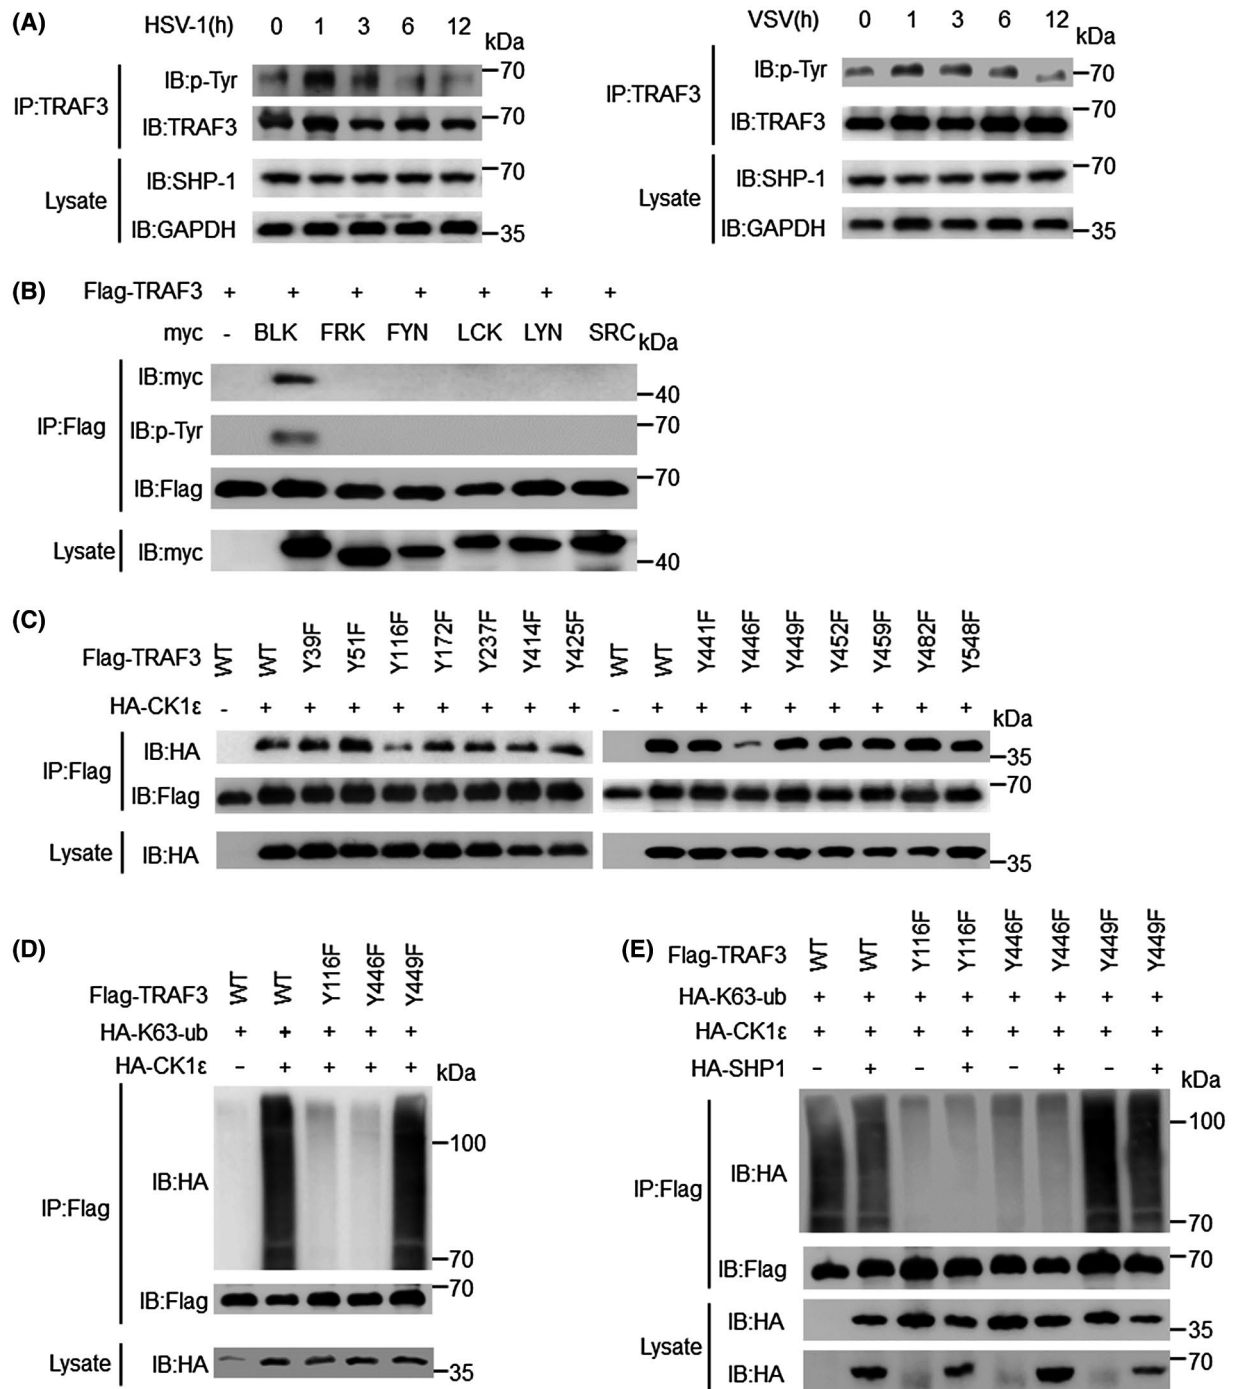 (A)
HSV-1(h) 0 1 3 6 12 kDa
IP:TRAF3
IB:p-Tyr 70
IB:TRAF3 70
Lysate
IB:SHP-1 70
IB:GAPDH 35
VSV(h) 0 1 3 6 12 kDa
IP:TRAF3
IB:p-Tyr 70
IB:TRAF3 70
Lysate
IB:SHP-1 70
IB:GAPDH 35
(B)
Flag-TRAF3 + + + + + + +
myc - BLK FRK FYN LCK LYN SRC kDa
IP:Flag
IB:myc 40
IB:p-Tyr 70
IB:Flag 70
Lysate IB:myc 40
(C)
Flag-TRAF3 WT WT Y39F Y51F Y116F Y172F Y237F Y414F Y425F WT WT Y441F Y446F Y449F Y452F Y459F Y482F Y548F
HA-CK1ε - + + + + + + + + - + + + + + + + + kDa
IP:Flag
IB:HA 35
IB:Flag 70
Lysate IB:HA 35
(D)
Flag-TRAF3 WT WT Y116F Y446F Y449F
HA-K63-ub + + + + +
HA-CK1ε - + + + + kDa
IP:Flag
IB:HA 100
70
IB:Flag 70
Lysate IB:HA 35
(E)
Flag-TRAF3 WT WT Y116F Y116F Y446F Y446F Y449F Y449F
HA-K63-ub + + + + + + + +
HA-CK1ε + + + + + + + +
HA-SHP1 - + - + - + - + kDa
IP:Flag
IB:HA 100
70
IB:Flag 70
Lysate
IB:HA 35
IB:HA 70